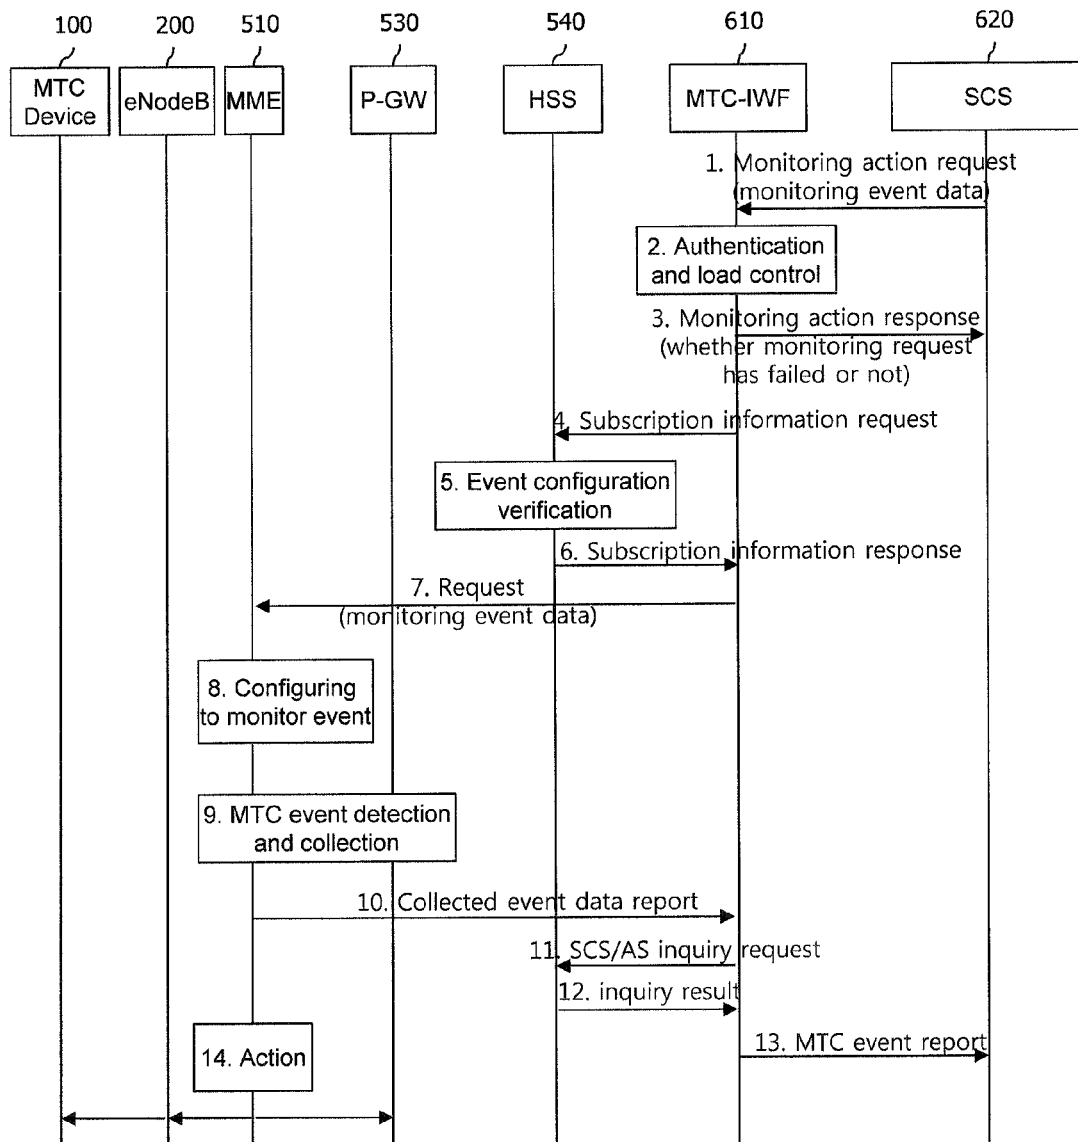 100 200 510 530 540 610 620
MTC
Device
eNodeB
MME
P-GW
HSS
MTC-IWF
SCS
1. Monitoring action request
(monitoring event data)
2. Authentication
and load control
3. Monitoring action response
(whether monitoring request
has failed or not)
4. Subscription information request
5. Event configuration
verification
6. Subscription information response
7. Request
(monitoring event data)
8. Configuring
to monitor event
9. MTC event detection
and collection
10. Collected event data report
11. SCS/AS inquiry request
12. inquiry result
13. MTC event report
14. Action